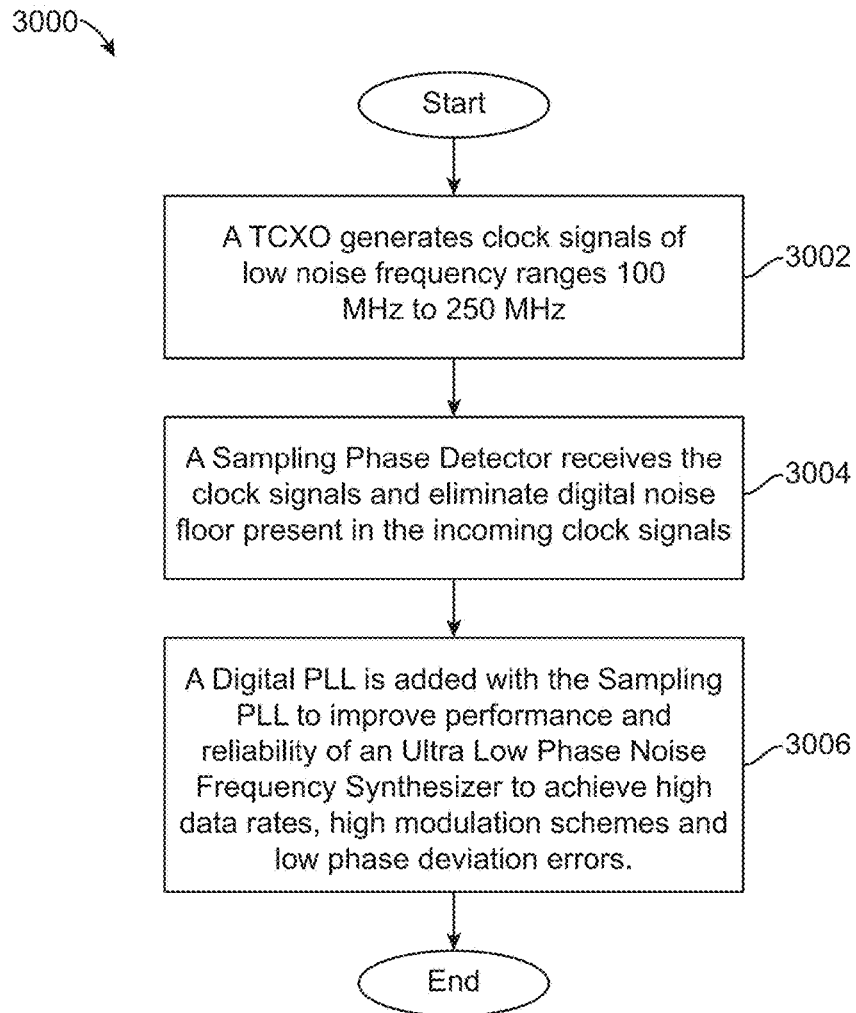 3000
Start
A TCXO generates clock signals of
low noise frequency ranges 100
MHz to 250 MHz
3002
A Sampling Phase Detector receives the
clock signals and eliminate digital noise
floor present in the incoming clock signals
3004
A Digital PLL is added with the Sampling
PLL to improve performance and
reliability of an Ultra Low Phase Noise
Frequency Synthesizer to achieve high
data rates, high modulation schemes and
low phase deviation errors.
3006
End